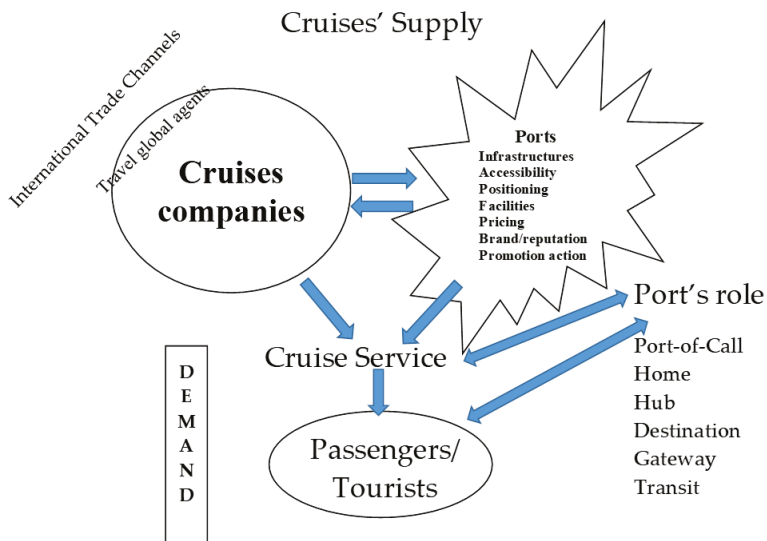 Cruises' Supply
International Trade Channels
Travel global agents
Cruises
companies
Ports
Infrastructures
Accessibility
Positioning
Facilities
Pricing
Brand/reputation
Promotion action
Port's role
Port-of-Call
Home
Hub
Destination
Gateway
Transit
Cruise Service
DEMAND
Passengers/
Tourists